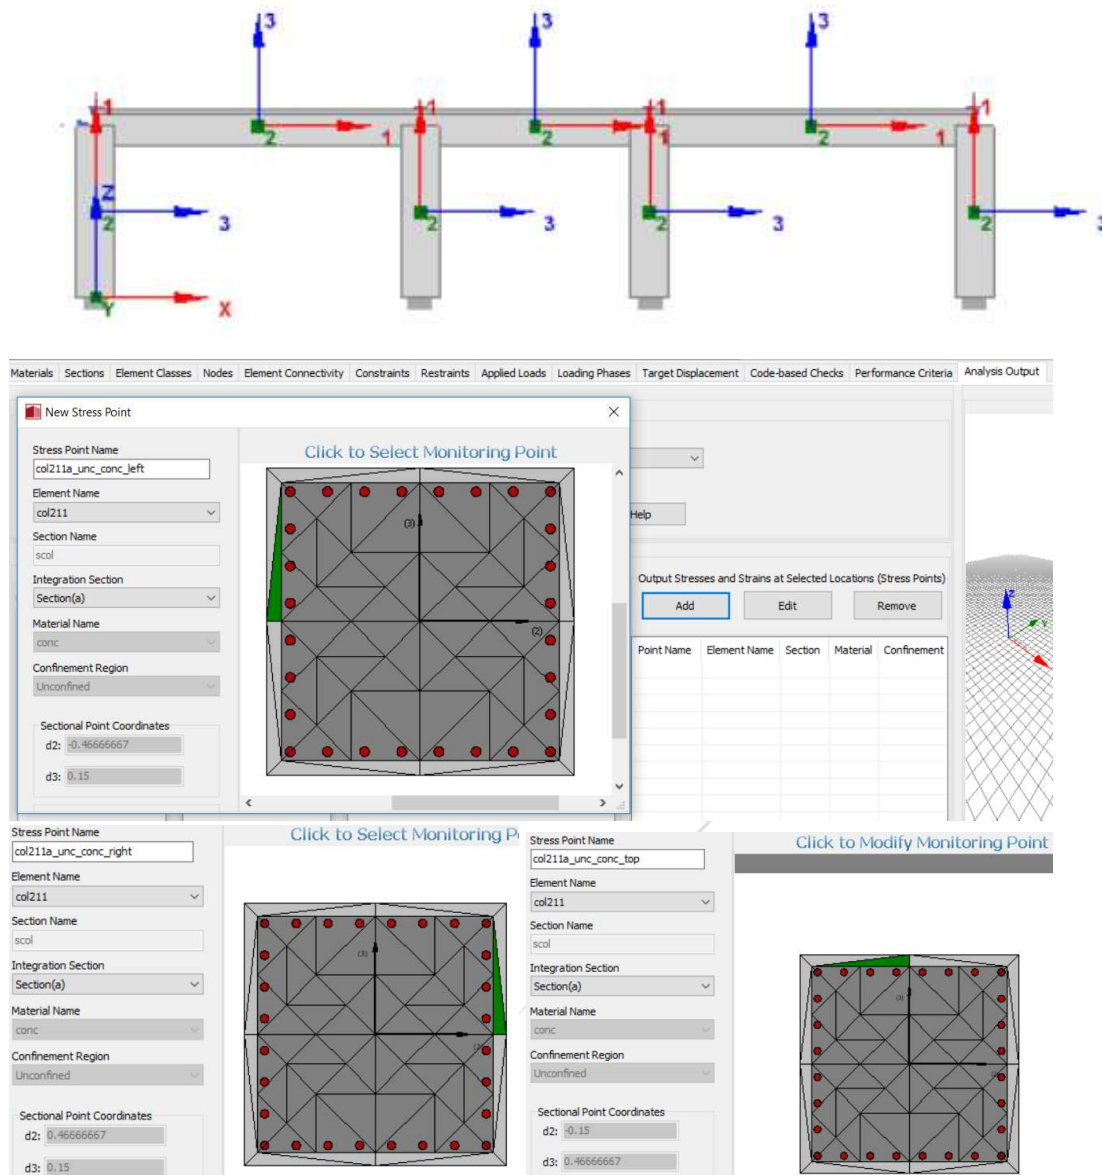 3 3 3
1 1 1 1
2 1 2 1 2 1
Z
2 3 2 3 2 3 2 3
Y X
Materials Sections Element Classes Nodes Element Connectivity Constraints Restraints Applied Loads Loading Phases Target Displacement Code-based Checks Performance Criteria Analysis Output
New Stress Point
Stress Point Name
col211a_unc_conc_left
Element Name
col211
Section Name
scol
Integration Section
Section(a)
Material Name
conc
Confinement Region
Unconfined
Sectional Point Coordinates
d2: -0.46666667
d3: 0.15
Click to Select Monitoring Point
(3)
(2)
Help
Output Stresses and Strains at Selected Locations (Stress Points)
Add Edit Remove
Point Name Element Name Section Material Confinement
Z
Y
Stress Point Name
col211a_unc_conc_right
Element Name
col211
Section Name
scol
Integration Section
Section(a)
Material Name
conc
Confinement Region
Unconfined
Sectional Point Coordinates
d2: 0.46666667
d3: 0.15
Click to Select Monitoring P
(3)
(2)
Stress Point Name
col211a_unc_conc_top
Element Name
col211
Section Name
scol
Integration Section
Section(a)
Material Name
conc
Confinement Region
Unconfined
Sectional Point Coordinates
d2: -0.15
d3: 0.46666667
Click to Modify Monitoring Point
(3)
(2)